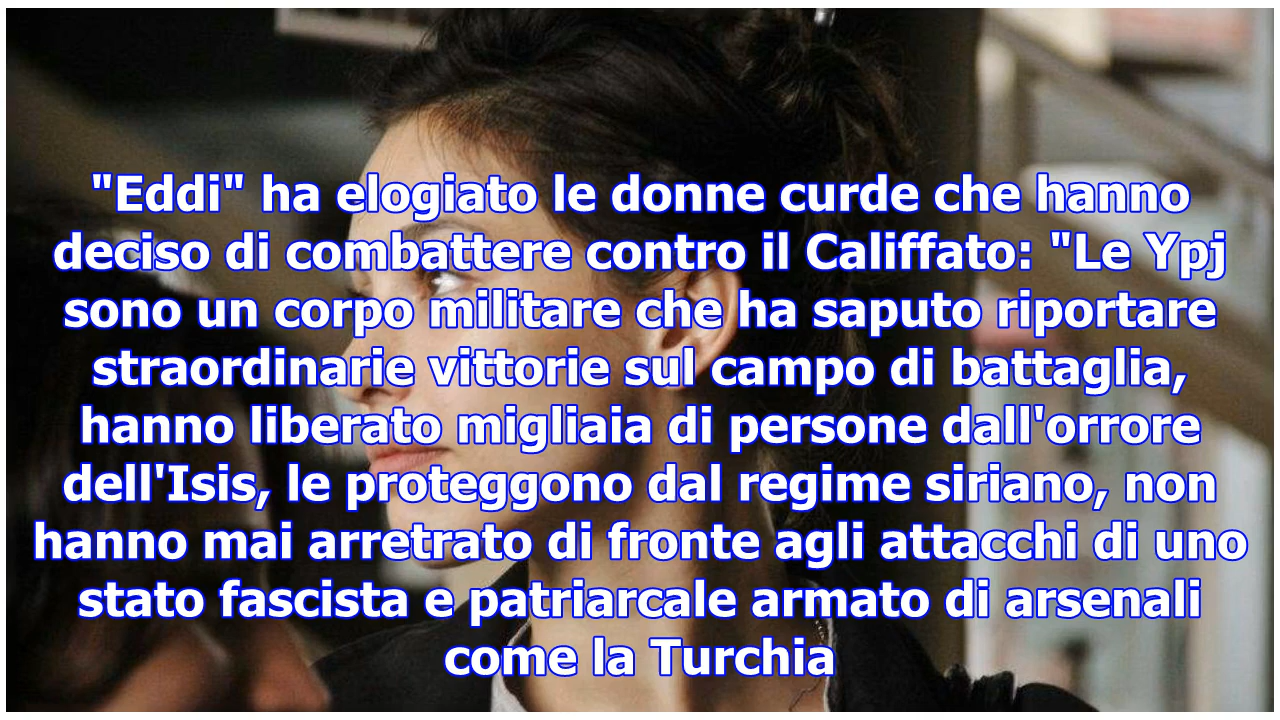 "Eddi" ha elogiato le donne curde che hanno
deciso di combattere contro il Califfato: "Le Ypj
sono un corpo militare che ha saputo riportare
straordinarie vittorie sul campo di battaglia,
hanno liberato migliaia di persone dall'orrore
dell'Isis, le proteggono dal regime siriano, non
hanno mai arretrato di fronte agli attacchi di uno
stato fascista e patriarcale armato di arsenali
come la Turchia